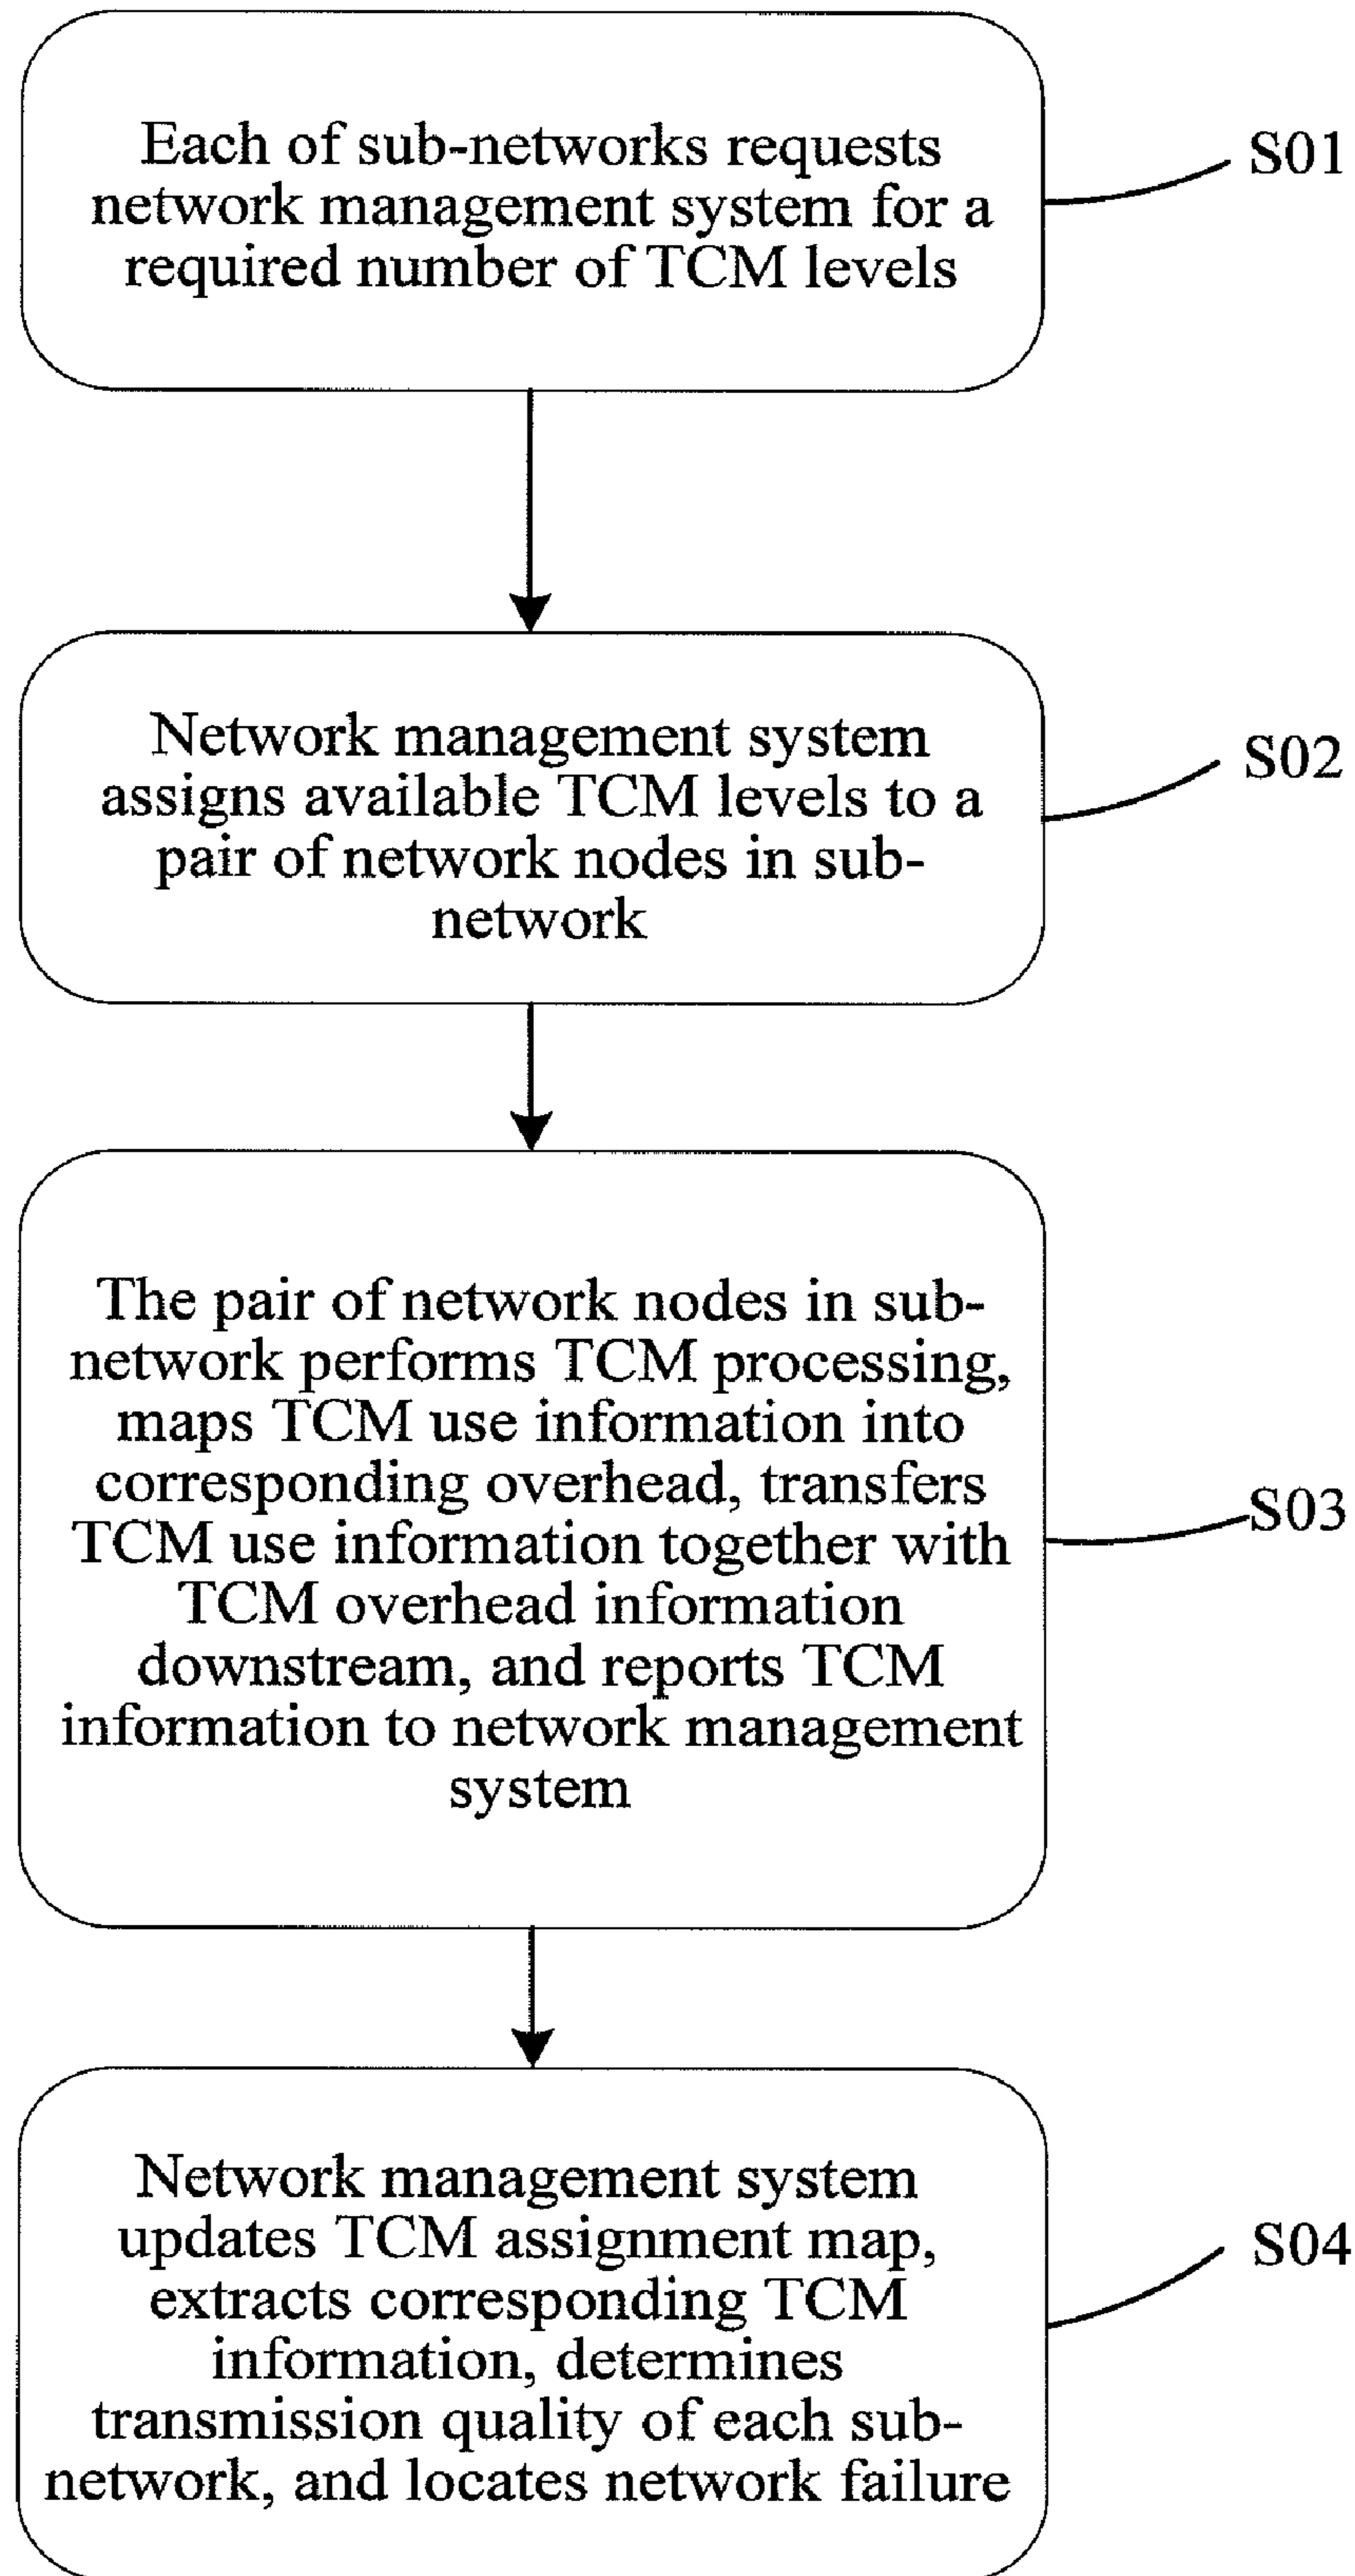 Each of sub-networks requests
network management system for a
required number of TCM levels
S01
Network management system
assigns available TCM levels to a
pair of network nodes in sub-
network
S02
The pair of network nodes in sub-
network performs TCM processing,
maps TCM use information into
corresponding overhead, transfers
TCM use information together with
TCM overhead information
downstream, and reports TCM
information to network management
system
S03
Network management system
updates TCM assignment map,
extracts corresponding TCM
information, determines
transmission quality of each sub-
network, and locates network failure
S04